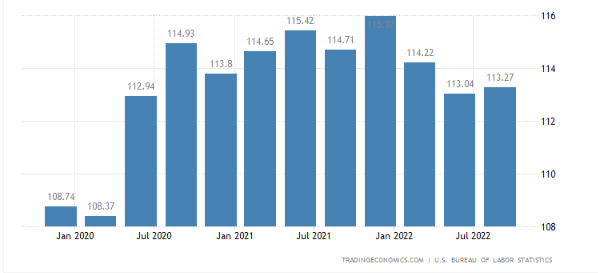 116
115.42
114.93
114.65
114.71
114.22
114
113.8
113.04
113.27
112.94
112
110
108.74
108.37
108
Jan 2020
Jul 2020
Jan 2021
Jul 2021
Jan 2022
Jul 2022
TRADINGECONOMICS.COM | U.S. BUREAU OF LABOR STATISTICS